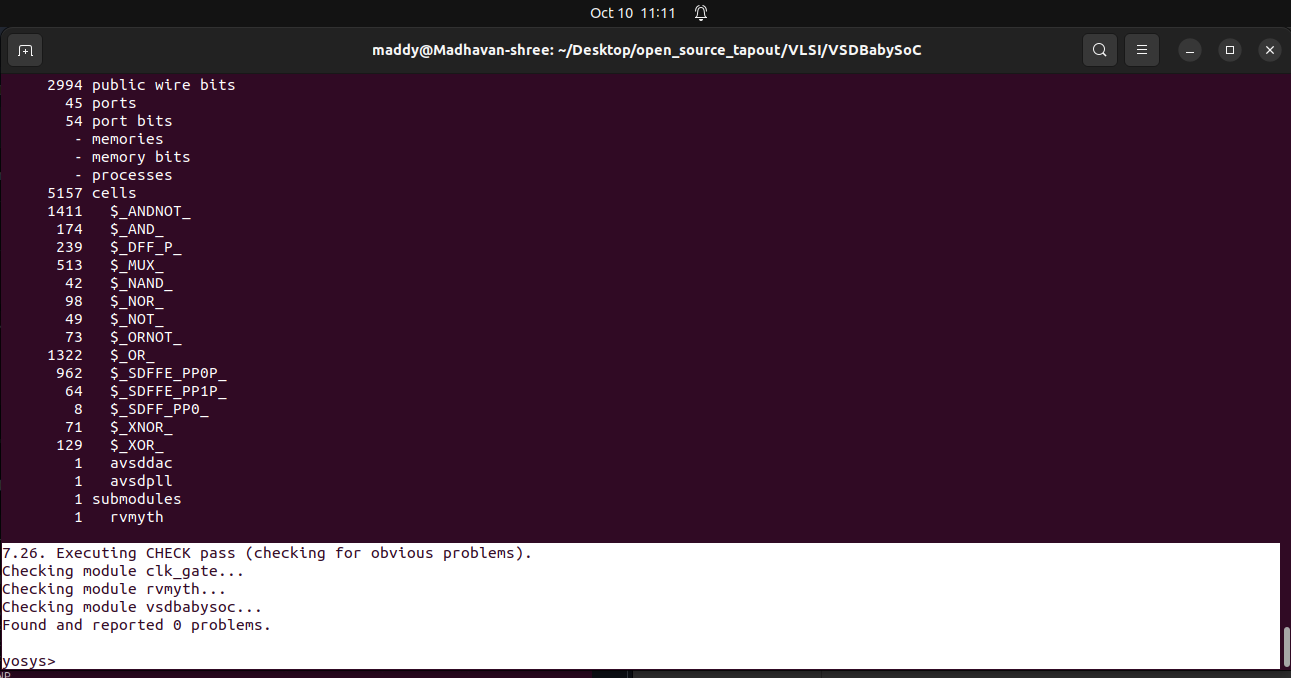 Oct 10 11:11
maddy@Madhavan-shree: ~/Desktop/open_source_tapout/VLSI/VSDBabySoC
2994 public wire bits
45 ports
54 port bits
- memories
- memory bits
- processes
5157 cells
1411 $_ANDNOT_
174 $_AND_
239 $_DFF_P_
513 $_MUX_
42 $_NAND_
98 $_NOR_
49 $_NOT_
73 $_ORNOT_
1322 $_OR_
962 $_SDFFE_PP0P_
64 $_SDFFE_PP1P_
8 $_SDFF_PP0_
71 $_XNOR_
129 $_XOR_
1 avsddac
1 avsdpll
1 submodules
1 rvmyth
7.26. Executing CHECK pass (checking for obvious problems).
Checking module clk_gate...
Checking module rvmyth...
Checking module vsdbabysoc...
Found and reported 0 problems.
yosys>